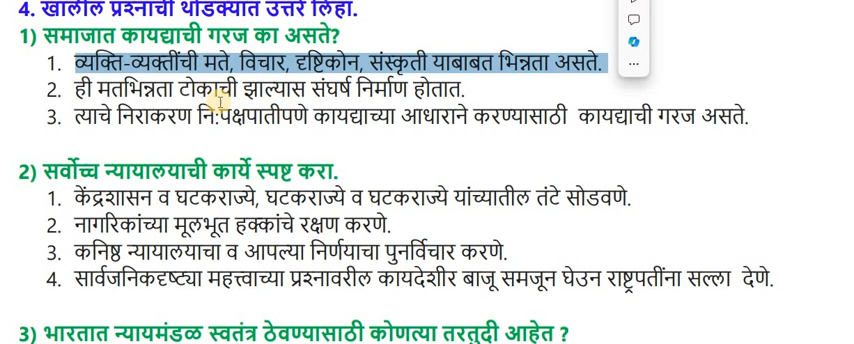 4. खालील प्रश्नांची थोडक्यात उत्तरे लिहा.
1) समाजात कायद्याची गरज का असते?
1. व्यक्ति-व्यक्तींची मते, विचार, दृष्टिकोन, संस्कृती याबाबत भिन्नता असते.
2. ही मतभिन्नता टोकाची झाल्यास संघर्ष निर्माण होतात.
3. त्याचे निराकरण नि:पक्षपातीपणे कायद्याच्या आधाराने करण्यासाठी कायद्याची गरज असते.
2) सर्वोच्च न्यायालयाची कार्ये स्पष्ट करा.
1. केंद्रशासन व घटकराज्ये, घटकराज्ये व घटकराज्ये यांच्यातील तंटे सोडवणे.
2. नागरिकांच्या मूलभूत हक्कांचे रक्षण करणे.
3. कनिष्ठ न्यायालयाचा व आपल्या निर्णयाचा पुनर्विचार करणे.
4. सार्वजनिकदृष्ट्या महत्त्वाच्या प्रश्नावरील कायदेशीर बाजू समजून घेउन राष्ट्रपतींना सल्ला देणे.
3) भारतात न्यायमंडळ स्वतंत्र ठेवण्यासाठी कोणत्या तरतुदी आहेत ?